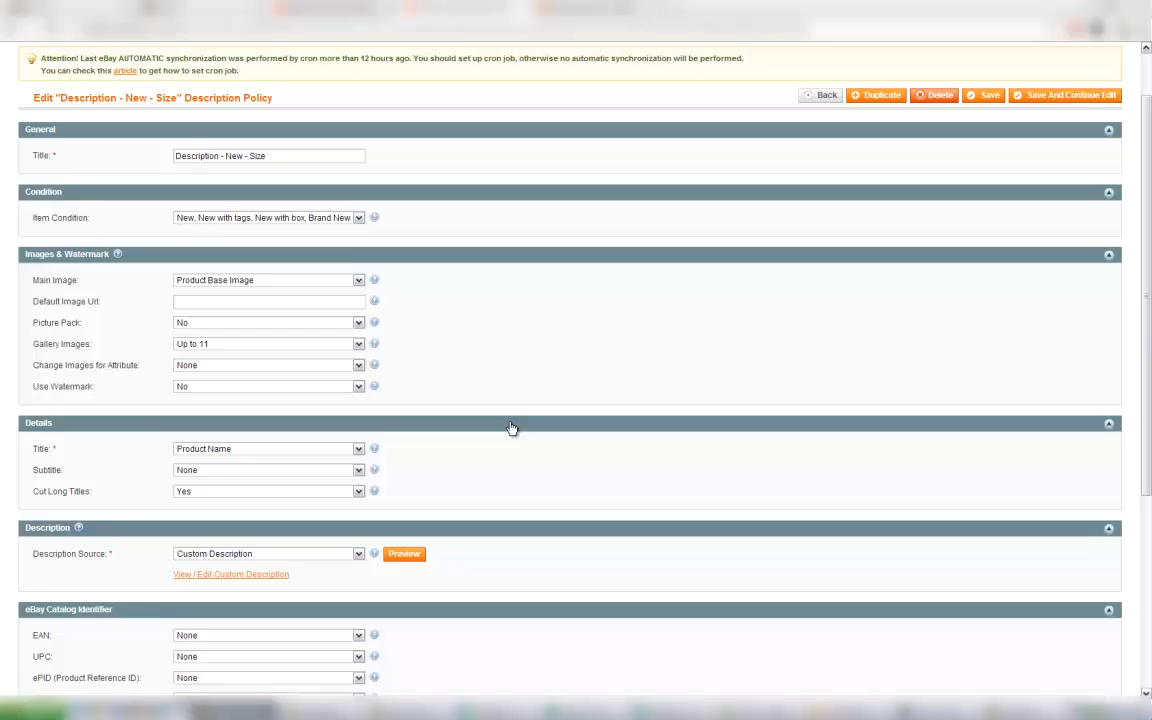 Attention! Last eBay AUTOMATIC synchronization was performed by cron more than 12 hours ago. You should set up cron job, otherwise no automatic synchronization will be performed.
You can check this article to get how to set cron job.
Edit "Description - New - Size" Description Policy
Back Duplicate Delete Save Save And Continue Edit
General
Title: * Description - New - Size
Condition
Item Condition: New, New with tags, New with box, Brand New
Images & Watermark
Main Image: Product Base Image
Default Image Url:
Picture Pack: No
Gallery Images: Up to 11
Change Images for Attribute: None
Use Watermark: No
Details
Title: * Product Name
Subtitle: None
Cut Long Titles: Yes
Description
Description Source: * Custom Description Preview
View / Edit Custom Description
eBay Catalog Identifier
EAN: None
UPC: None
ePID (Product Reference ID): None